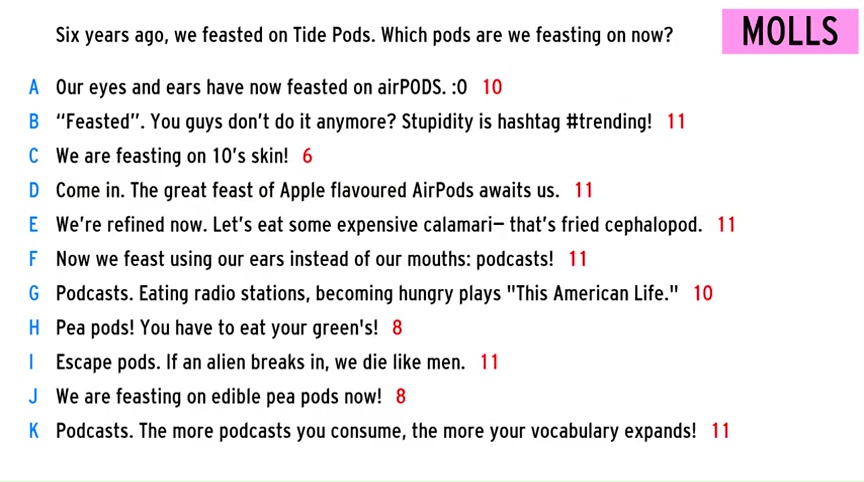 Six years ago, we feasted on Tide Pods. Which pods are we feasting on now?
MOLLS
A Our eyes and ears have now feasted on airPODS. :0 10
B “Feasted”. You guys don’t do it anymore? Stupidity is hashtag #trending! 11
C We are feasting on 10’s skin! 6
D Come in. The great feast of Apple flavoured AirPods awaits us. 11
E We’re refined now. Let’s eat some expensive calamari– that’s fried cephalopod. 11
F Now we feast using our ears instead of our mouths: podcasts! 11
G Podcasts. Eating radio stations, becoming hungry plays "This American Life." 10
H Pea pods! You have to eat your green's! 8
I Escape pods. If an alien breaks in, we die like men. 11
J We are feasting on edible pea pods now! 8
K Podcasts. The more podcasts you consume, the more your vocabulary expands! 11